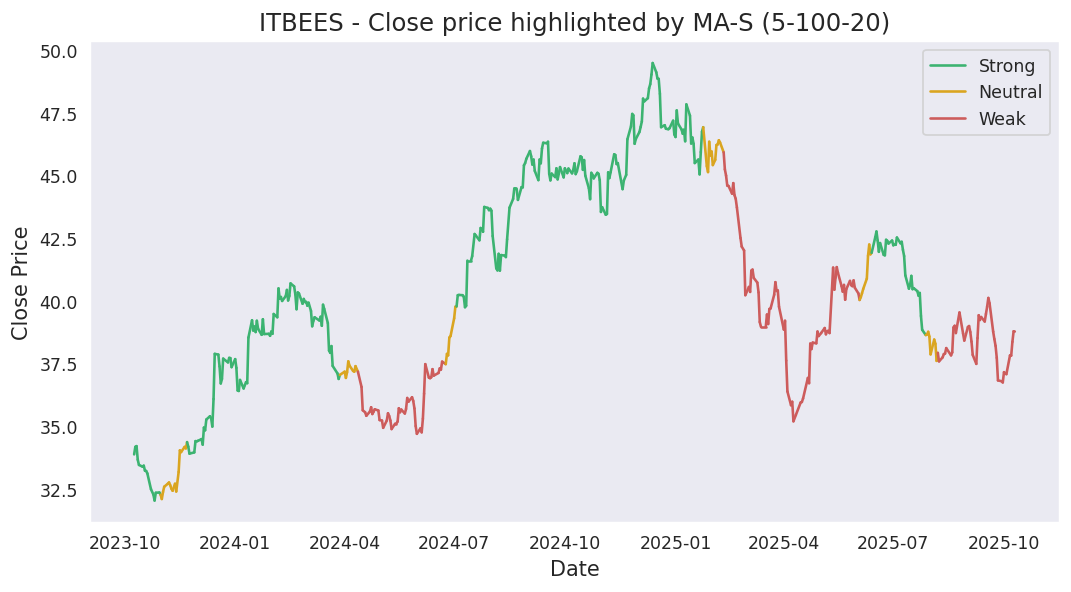 ITBEES - Close price highlighted by MA-S (5-100-20)
Strong
Neutral
Weak
Close Price
50.0
47.5
45.0
42.5
40.0
37.5
35.0
32.5
2023-10 2024-01 2024-04 2024-07 2024-10 2025-01 2025-04 2025-07 2025-10
Date